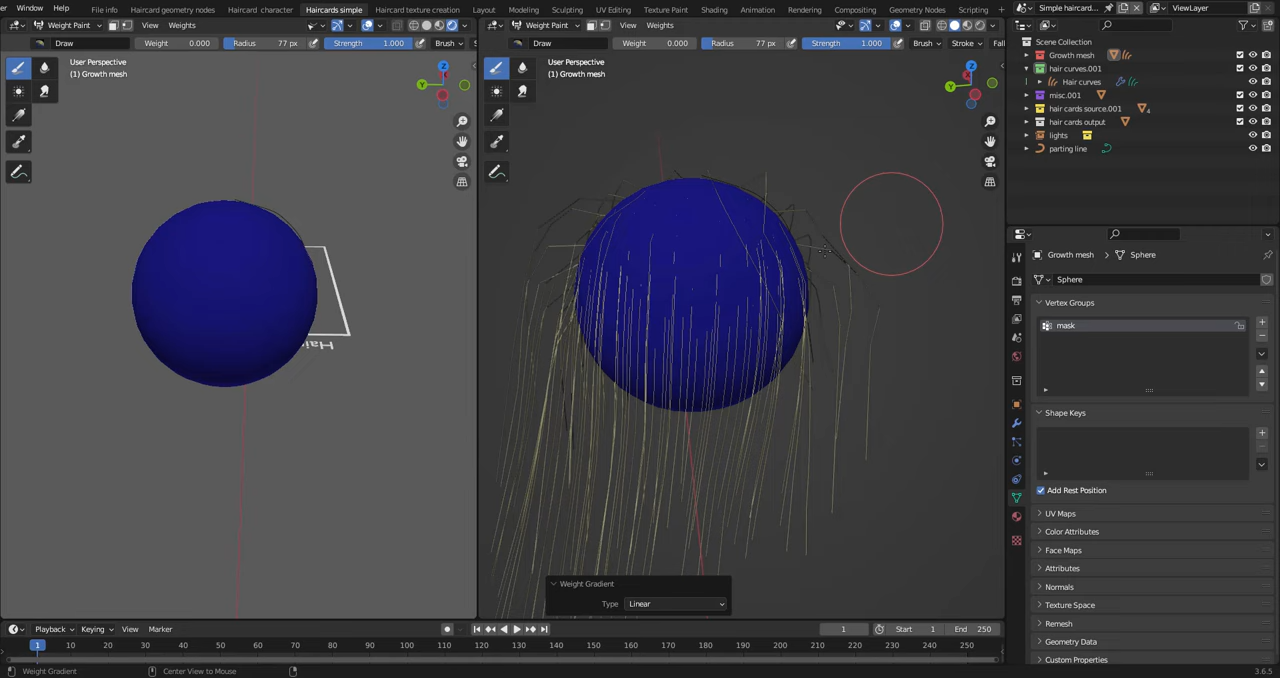 Window Help File info Haircard geometry nodes Haircard character Haircards simple Haircard texture creation Layout Modeling Sculpting UV Editing Texture Paint Shading Animation Rendering Compositing Geometry Nodes Scripting Simple haircard... ViewLayer
Weight Paint View Weights Weight Paint View Weights
Draw Weight 0.000 Radius 77 px Strength 1.000 Brush Draw Weight 0.000 Radius 77 px Strength 1.000 Brush Stroke Fal
Scene Collection
Growth mesh
hair curves.001
Hair curves
misc.001
hair cards source.001 4
hair cards output
lights
parting line
User Perspective
(1) Growth mesh
Z
Y
User Perspective
(1) Growth mesh
Z
X
Y
Growth mesh Sphere
Sphere
Vertex Groups
mask
Shape Keys
Add Rest Position
UV Maps
Color Attributes
Face Maps
Attributes
Normals
Texture Space
Remesh
Geometry Data
Custom Properties
Weight Gradient
Type Linear
Playback Keying View Marker 1 Start 1 End 250
1 10 20 30 40 50 60 70 80 90 100 110 120 130 140 150 160 170 180 190 200 210 220 230 240 250
Weight Gradient Center View to Mouse 3.6.5